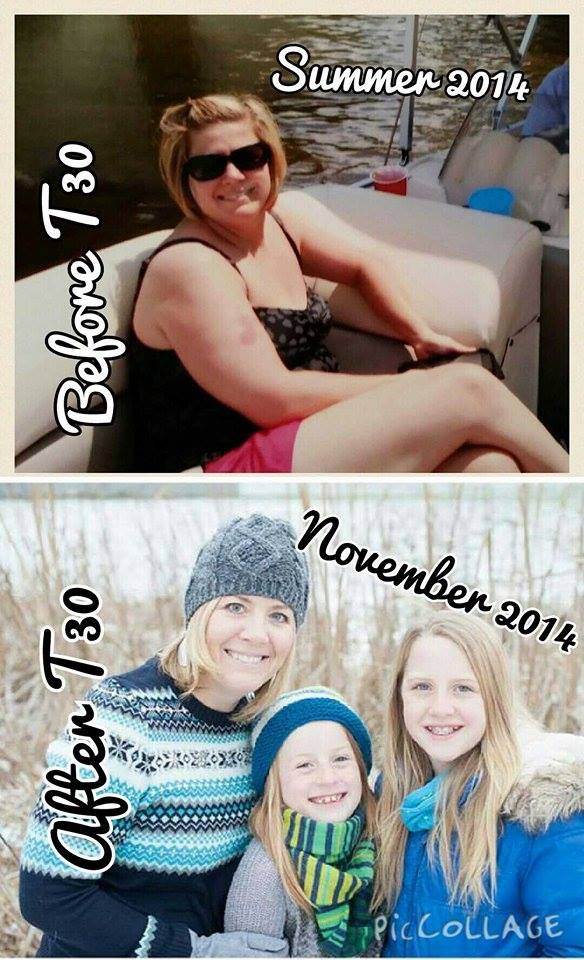 Summer 2014
Before T30
November 2014
After T30
PicCOLLAGE